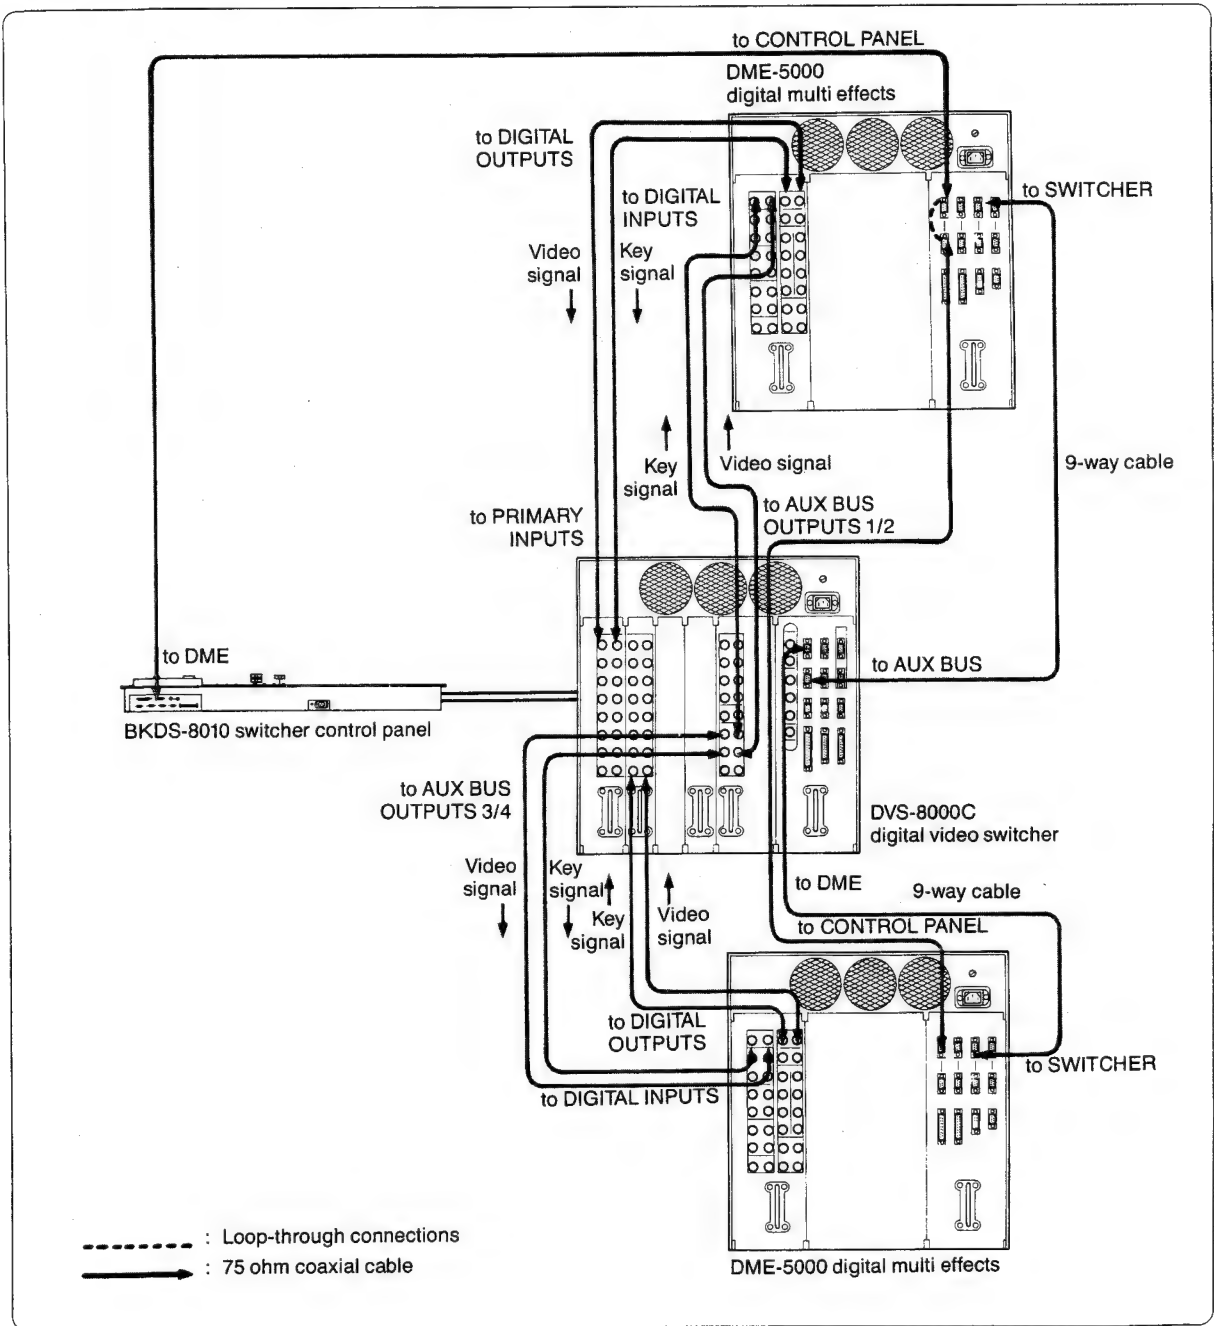 to CONTROL PANEL
DME-5000
digital multi effects
to DIGITAL
OUTPUTS
to DIGITAL
INPUTS
to SWITCHER
Video
signal
Key
signal
Key
signal
Video signal
9-way cable
to PRIMARY
INPUTS
to AUX BUS
OUTPUTS 1/2
to DME
to AUX BUS
BKDS-8010 switcher control panel
to AUX BUS
OUTPUTS 3/4
DVS-8000C
digital video switcher
Video
signal
Key
signal
Key
signal
Video
signal
to DME
9-way cable
to CONTROL PANEL
to DIGITAL
OUTPUTS
to SWITCHER
to DIGITAL INPUTS
: Loop-through connections
: 75 ohm coaxial cable
DME-5000 digital multi effects